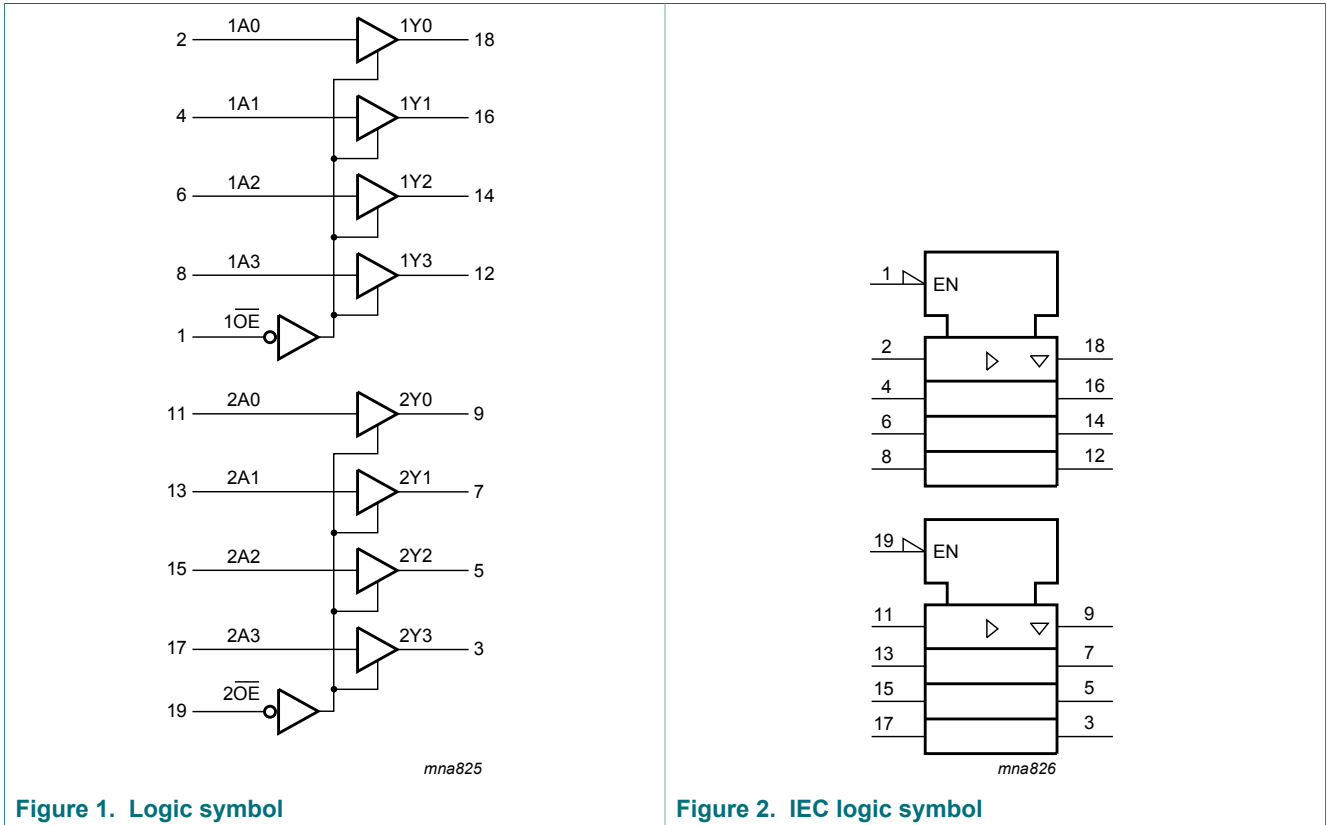 2 1A0 1Y0 18
4 1A1 1Y1 16
6 1A2 1Y2 14
8 1A3 1Y3 12
1 1O̅E̅
11 2A0 2Y0 9
13 2A1 2Y1 7
15 2A2 2Y2 5
17 2A3 2Y3 3
19 2O̅E̅
mna825
Figure 1. Logic symbol
1 EN
2 18
4 16
6 14
8 12
19 EN
11 9
13 7
15 5
17 3
mna826
Figure 2. IEC logic symbol